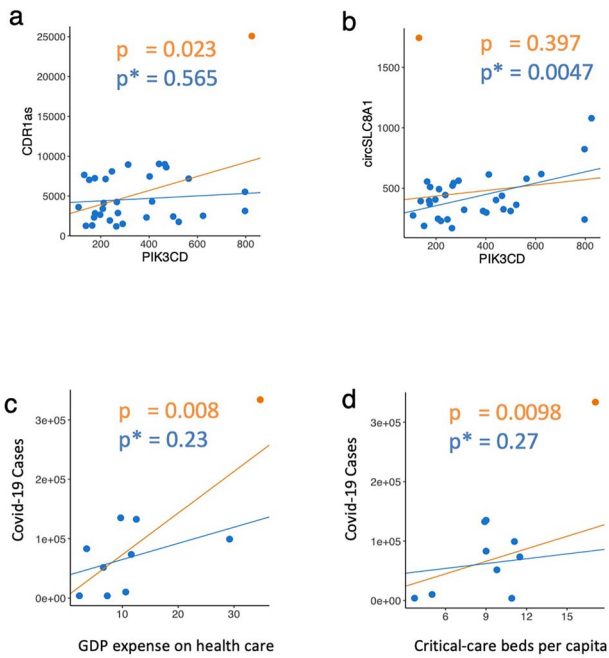 a
25000
20000
15000
10000
5000
0
CDR1as
p = 0.023
p* = 0.565
200 400 600 800
PIK3CD
b
1500
1000
500
circSLC8A1
p = 0.397
p* = 0.0047
200 400 600 800
PIK3CD
c
3e+05
2e+05
1e+05
0e+00
Covid-19 Cases
p = 0.008
p* = 0.23
10 20 30
GDP expense on health care
d
3e+05
2e+05
1e+05
0e+00
Covid-19 Cases
p = 0.0098
p* = 0.27
6 9 12 15
Critical-care beds per capita